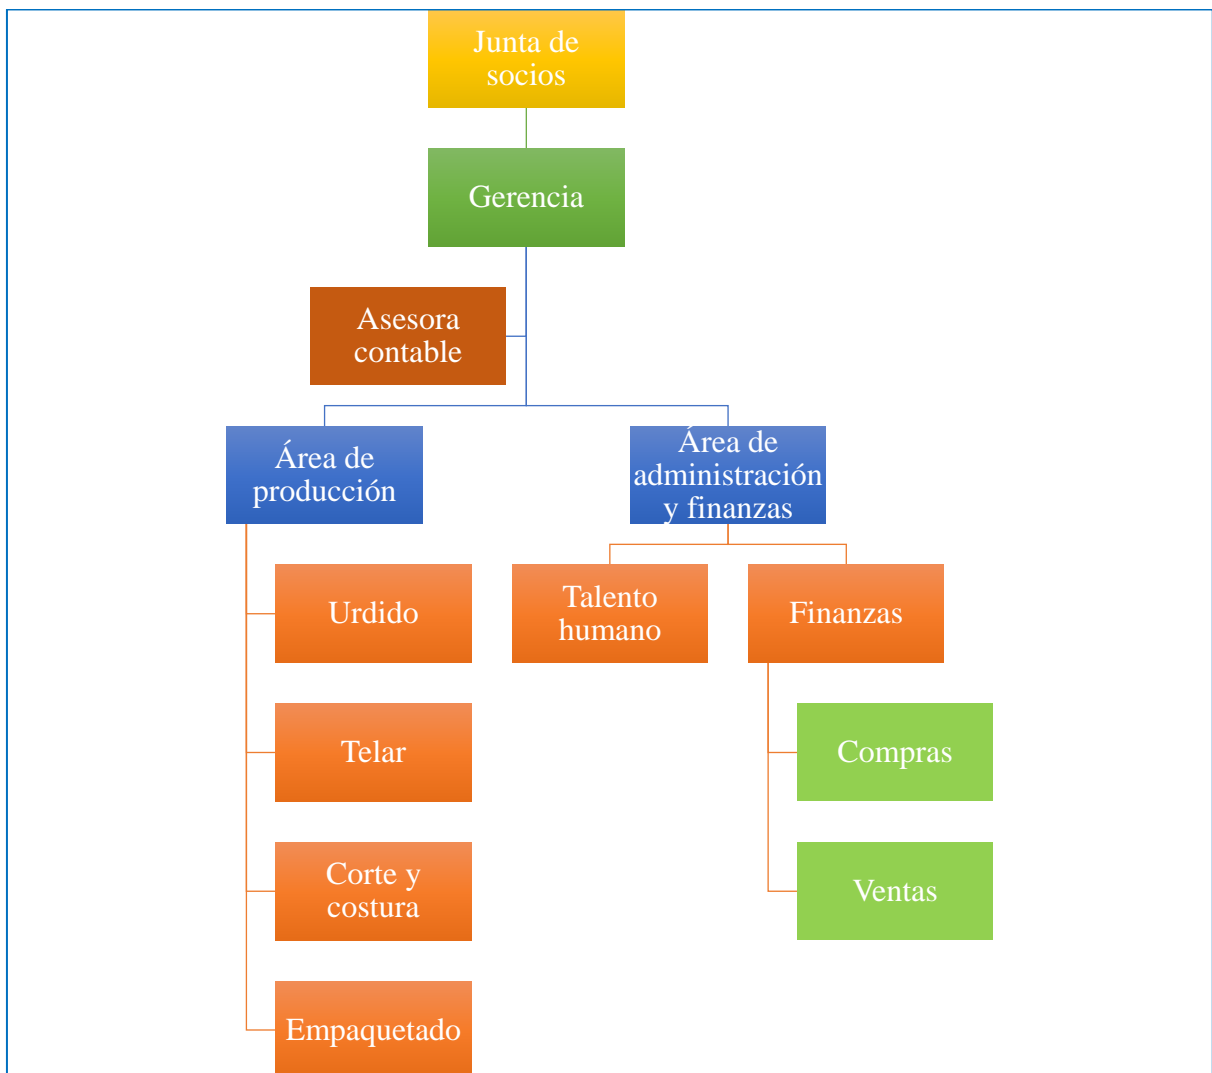 Junta de
socios
Gerencia
Asesora
contable
Área de
producción
Área de
administración
y finanzas
Urdido
Talento
humano
Finanzas
Telar
Compras
Corte y
costura
Ventas
Empaquetado